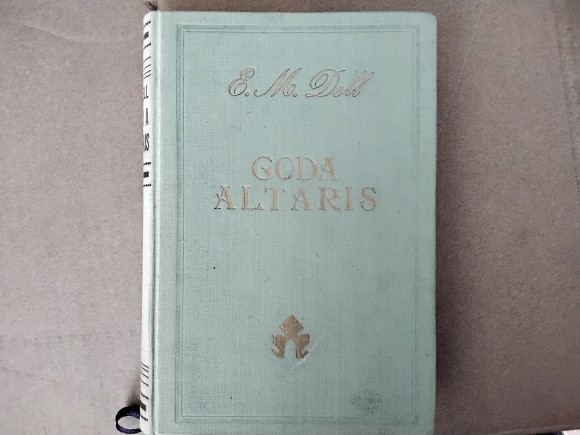 E. M. Dell
GODA
ALTARIS